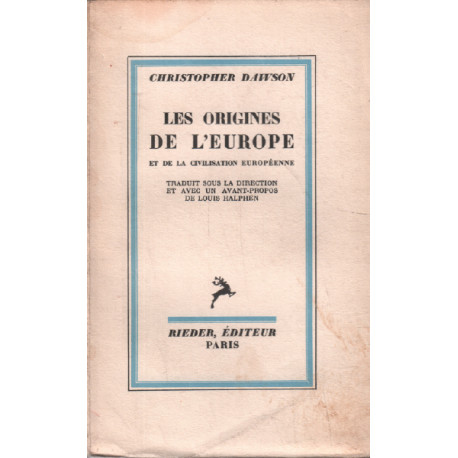 CHRISTOPHER DAWSON
LES ORIGINES
DE L'EUROPE
ET DE LA CIVILISATION EUROPÉENNE
TRADUIT SOUS LA DIRECTION
ET AVEC UN AVANT-PROPOS
DE LOUIS HALPHEN
RIEDER, ÉDITEUR
PARIS